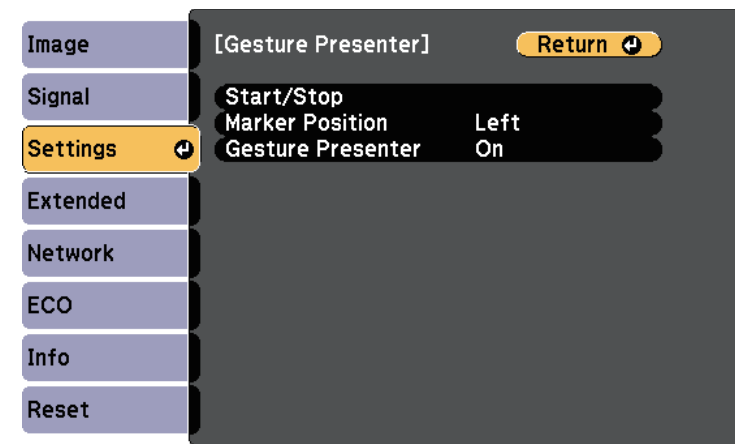 Image
Signal
Settings
Extended
Network
ECO
Info
Reset
[Gesture Presenter]
Return
Start/Stop
Marker Position Left
Gesture Presenter On